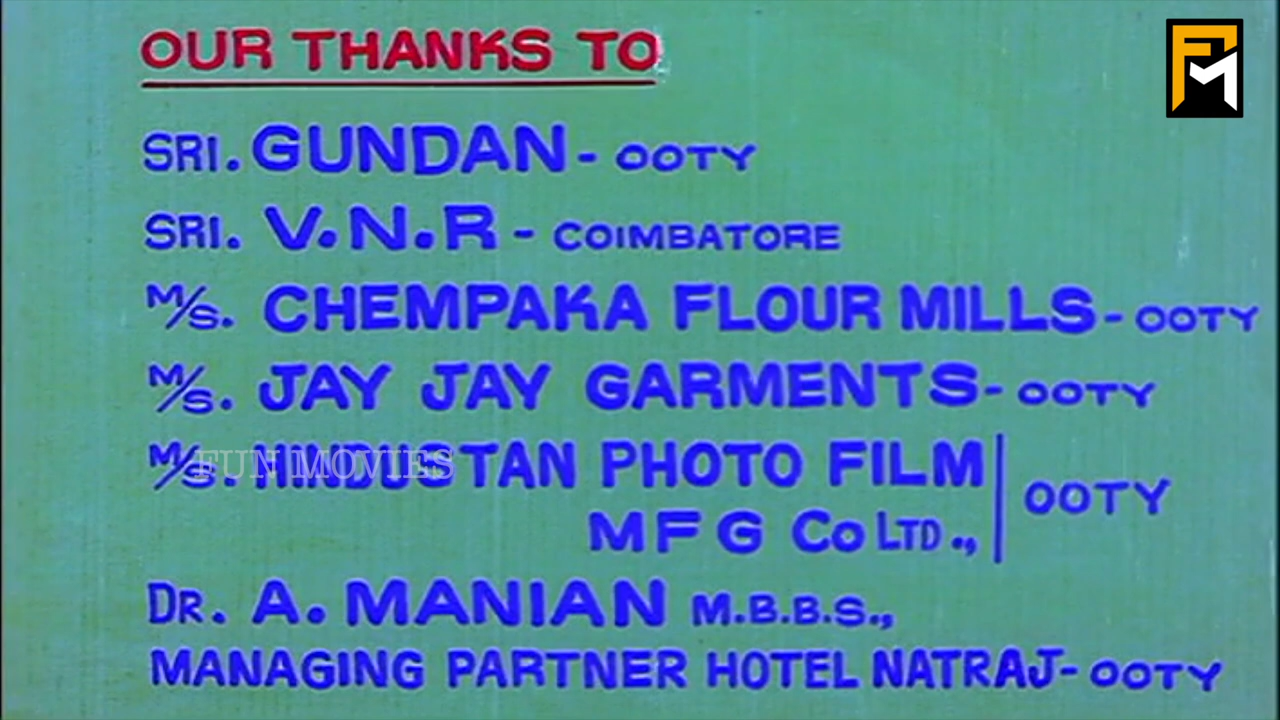 OUR THANKS TO
SRI. GUNDAN - OOTY
SRI. V.N.R - COIMBATORE
M/S. CHEMPAKA FLOUR MILLS - OOTY
M/S. JAY JAY GARMENTS - OOTY
M/S. HINDUSTAN PHOTO FILM
MFG Co LTD., OOTY
DR. A. MANIAN M.B.B.S.,
MANAGING PARTNER HOTEL NATRAJ - OOTY
FUN MOVIES
FM